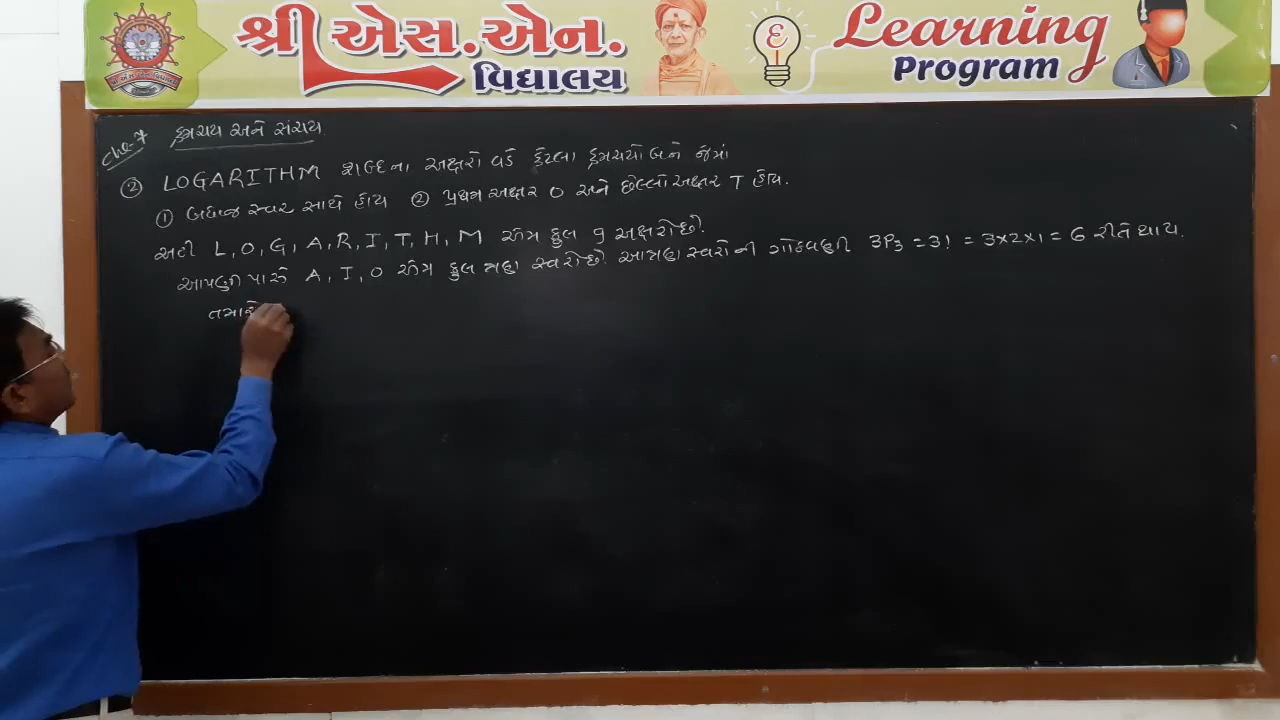 શ્રી એસ.એન.
વિદ્યાલય
Learning
Program
Che-7 ક્રમચય અને સંચય
② LOGARITHM શબ્દના અક્ષરો વડે કેટલા ક્રમચયો બને જેમાં
① બધાજ સ્વર સાથે હોય ② પ્રથમ અક્ષર O અને છેલ્લો અક્ષર T હોય.
અહી L, O, G, A, R, I, T, H, M એમ કુલ 9 અક્ષરો છે.
આપણી પાસે A, I, O એમ કુલ ત્રણ સ્વરો છે. આ ત્રણ સ્વરો ની ગોઠવણી 3P3 = 3! = 3×2×1 = 6 રીતે થાય.